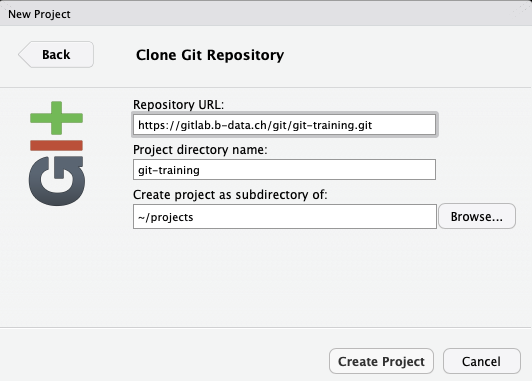 New Project
Back
Clone Git Repository
git
Repository URL:
https://gitlab.b-data.ch/git/git-training.git
Project directory name:
git-training
Create project as subdirectory of:
~/projects
Browse...
Create Project
Cancel